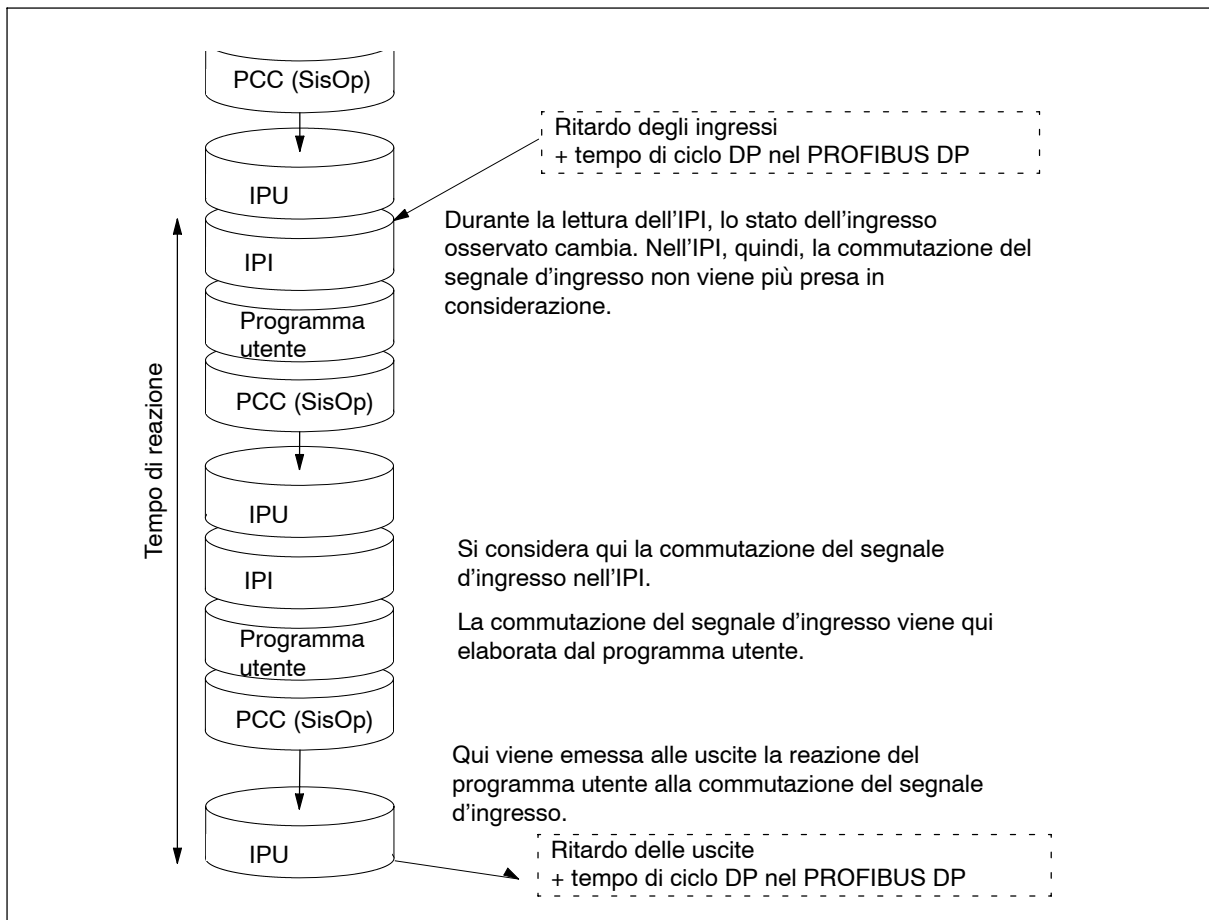 PCC (SisOp)
Ritardo degli ingressi
+ tempo di ciclo DP nel PROFIBUS DP
IPU
Durante la lettura dell'IPI, lo stato dell'ingresso
osservato cambia. Nell'IPI, quindi, la commutazione del
segnale d'ingresso non viene più presa in
considerazione.
IPI
Programma
utente
PCC (SisOp)
Tempo di reazione
IPU
Si considera qui la commutazione del segnale
d'ingresso nell'IPI.
IPI
La commutazione del segnale d'ingresso viene qui
elaborata dal programma utente.
Programma
utente
PCC (SisOp)
Qui viene emessa alle uscite la reazione del
programma utente alla commutazione del segnale
d'ingresso.
IPU
Ritardo delle uscite
+ tempo di ciclo DP nel PROFIBUS DP